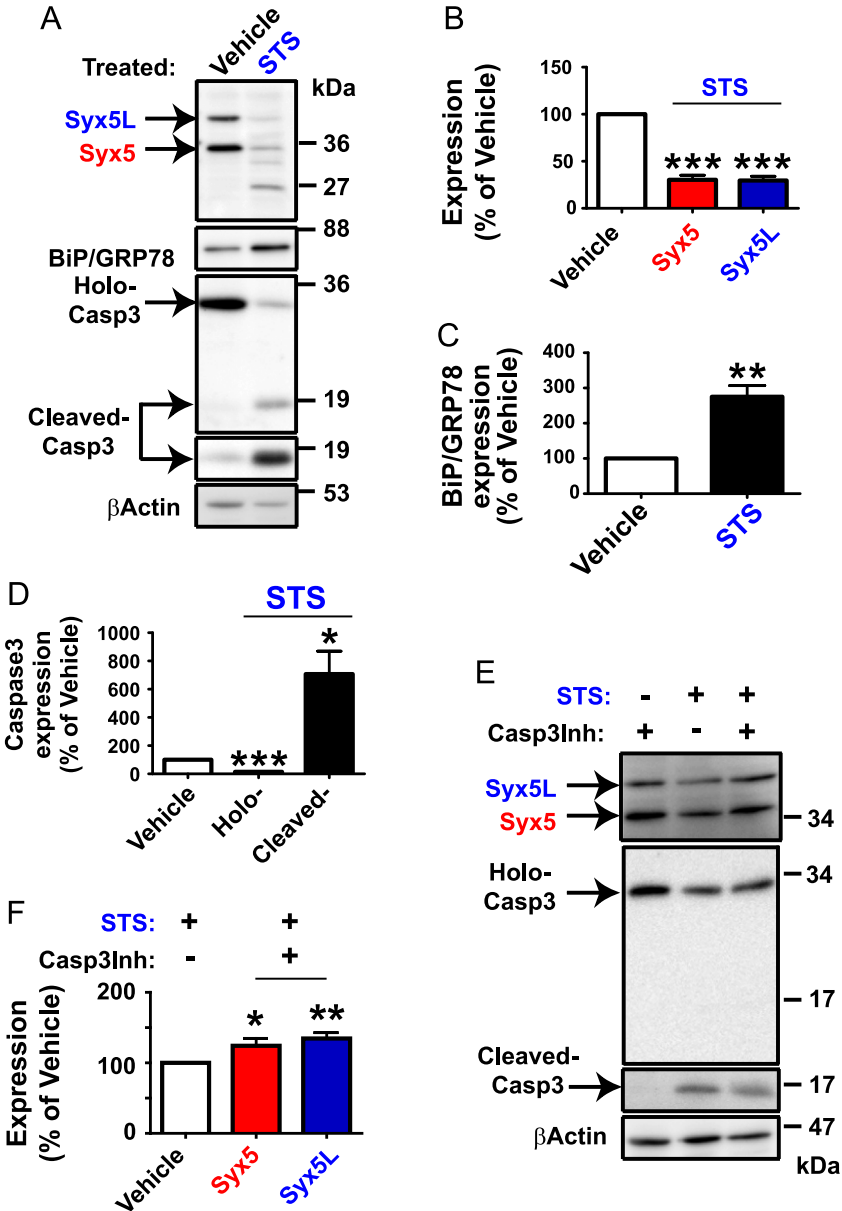 A
Treated:
Vehicle
STS
kDa
Syx5L
Syx5
36
27
88
BiP/GRP78
36
Holo-
Casp3
19
Cleaved-
Casp3
19
53
βActin
B
STS
Expression
(% of Vehicle)
150
100
50
0
*** ***
Vehicle
Syx5
Syx5L
C
BiP/GRP78
expression
(% of Vehicle)
400
300
200
100
0
**
Vehicle
STS
D
STS
Caspase3
expression
(% of Vehicle)
1000
800
600
400
200
0
***
*
Vehicle
Holo-
Cleaved-
E
STS: - + +
Casp3Inh: + - +
Syx5L
Syx5
34
34
Holo-
Casp3
17
Cleaved-
Casp3
17
47
βActin
kDa
F
STS: + +
Casp3Inh: - +
Expression
(% of Vehicle)
200
100
0
* **
Vehicle
Syx5
Syx5L